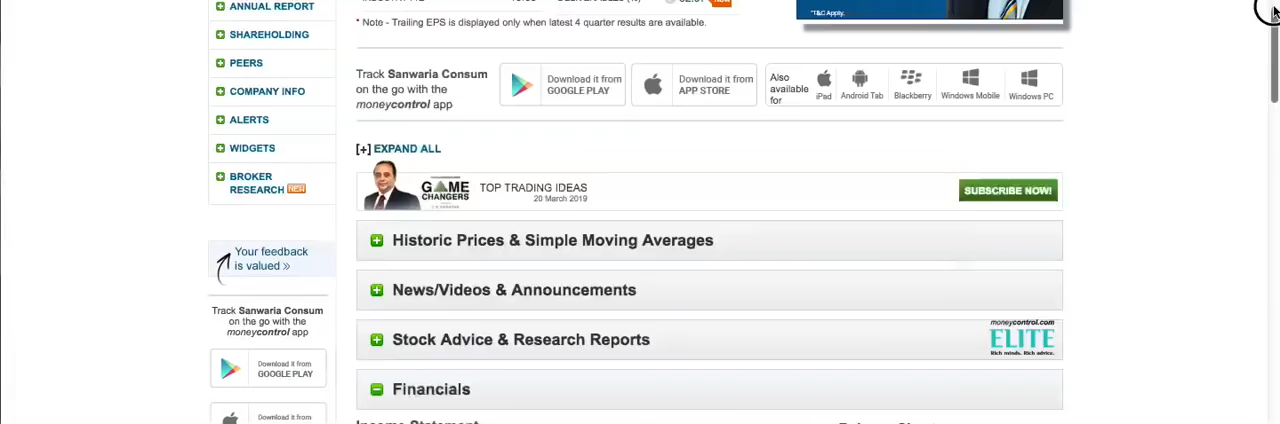 ANNUAL REPORT
SHAREHOLDING
PEERS
COMPANY INFO
ALERTS
WIDGETS
BROKER
RESEARCH
Your feedback
is valued »
Track Sanwaria Consum
on the go with the
moneycontrol app
Download it from
GOOGLE PLAY
Download it from
* Note - Trailing EPS is displayed only when latest 4 quarter results are available.
*T&C Apply.
Track Sanwaria Consum
on the go with the
moneycontrol app
Download it from
GOOGLE PLAY
Download it from
APP STORE
Also
available
for
iPad
Android Tab
Blackberry
Windows Mobile
Windows PC
[+] EXPAND ALL
GAME
CHANGERS
TOP TRADING IDEAS
20 March 2019
SUBSCRIBE NOW!
Historic Prices & Simple Moving Averages
News/Videos & Announcements
Stock Advice & Research Reports
moneycontrol.com
ELITE
Rich minds. Rich advice.
Financials